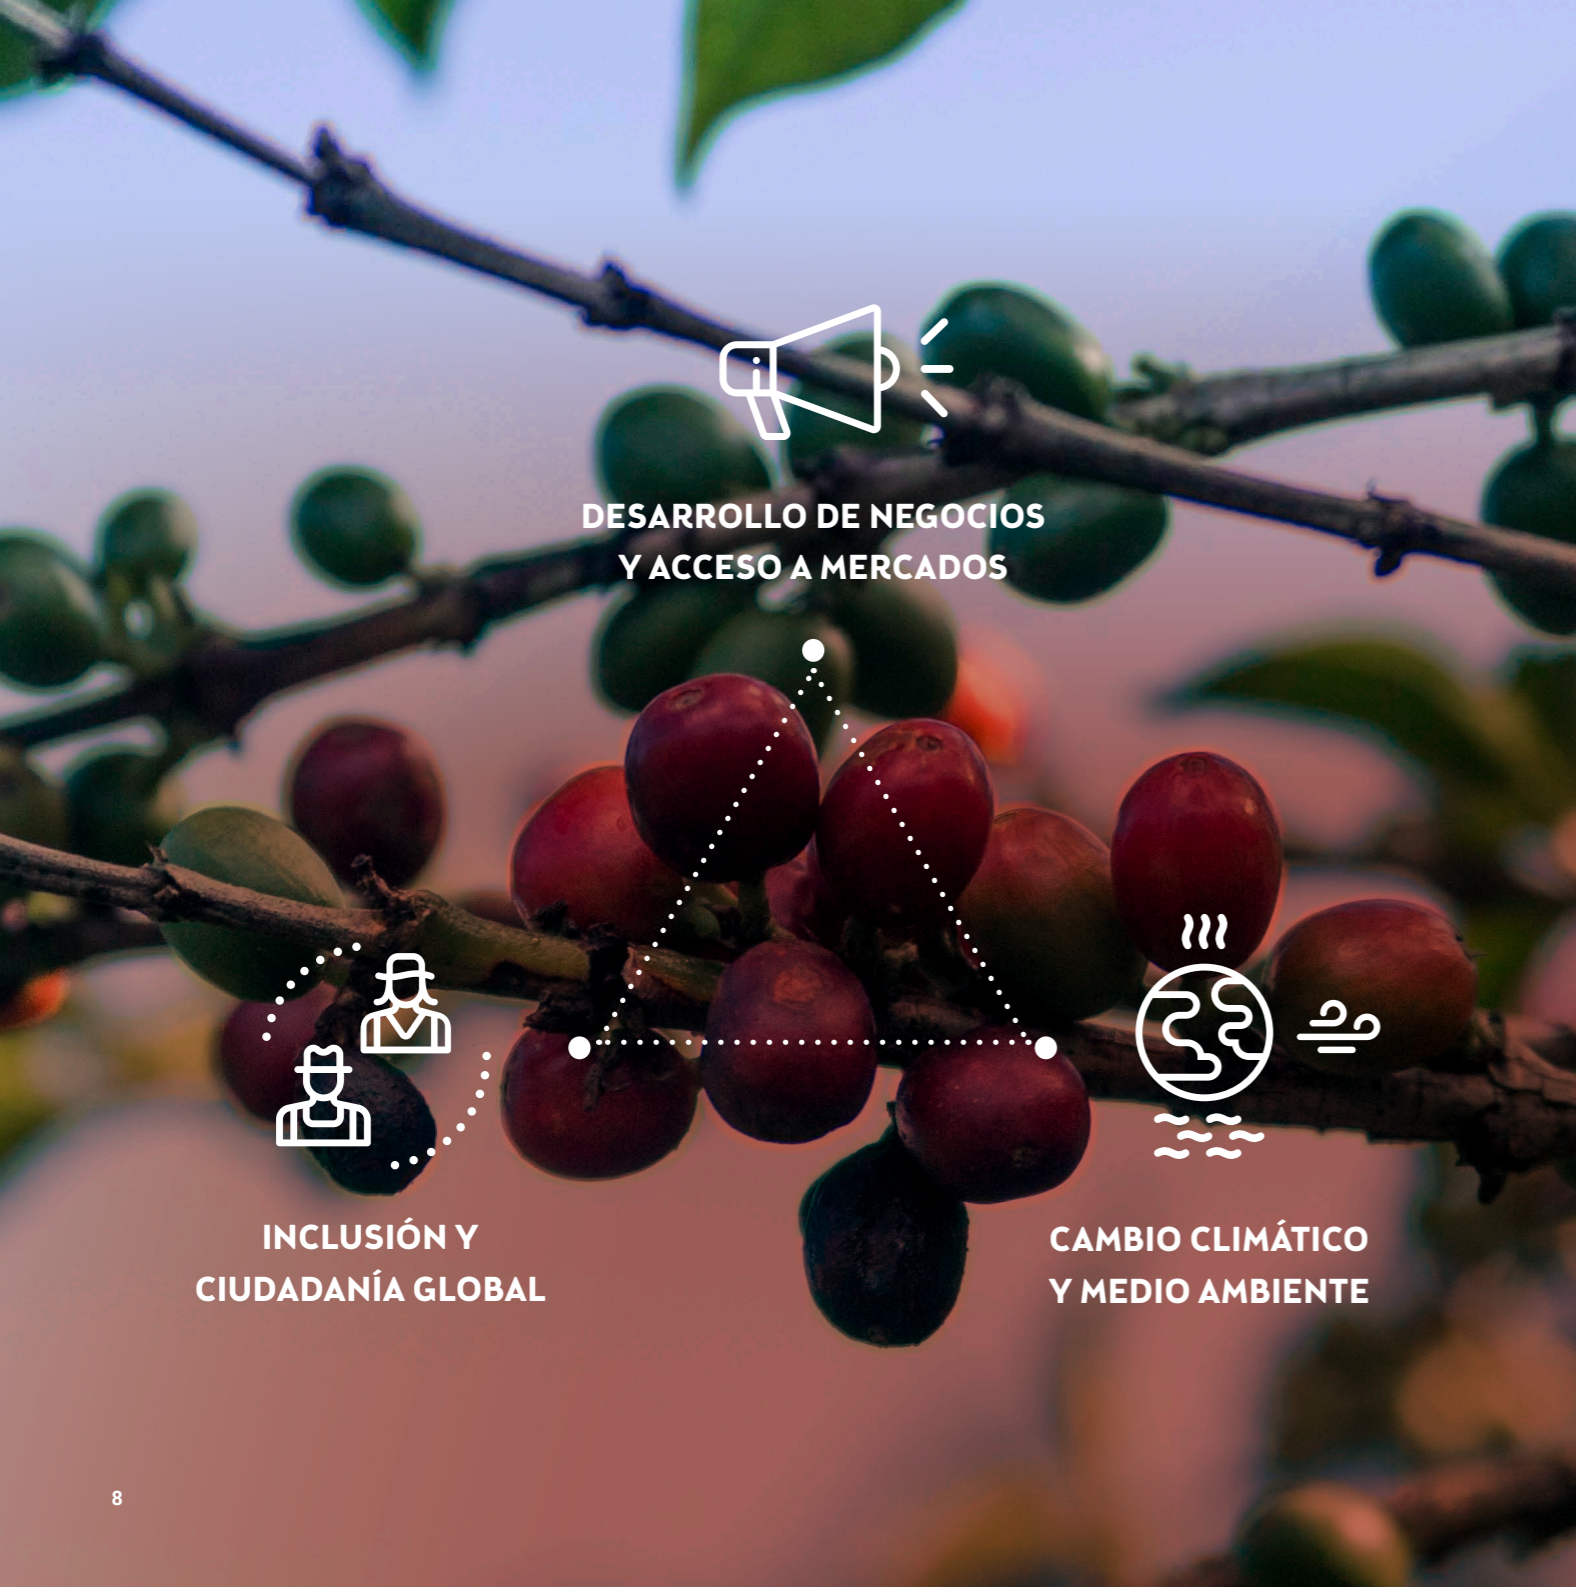 DESARROLLO DE NEGOCIOS
Y ACCESO A MERCADOS
INCLUSIÓN Y
CIUDADANÍA GLOBAL
CAMBIO CLIMÁTICO
Y MEDIO AMBIENTE
8